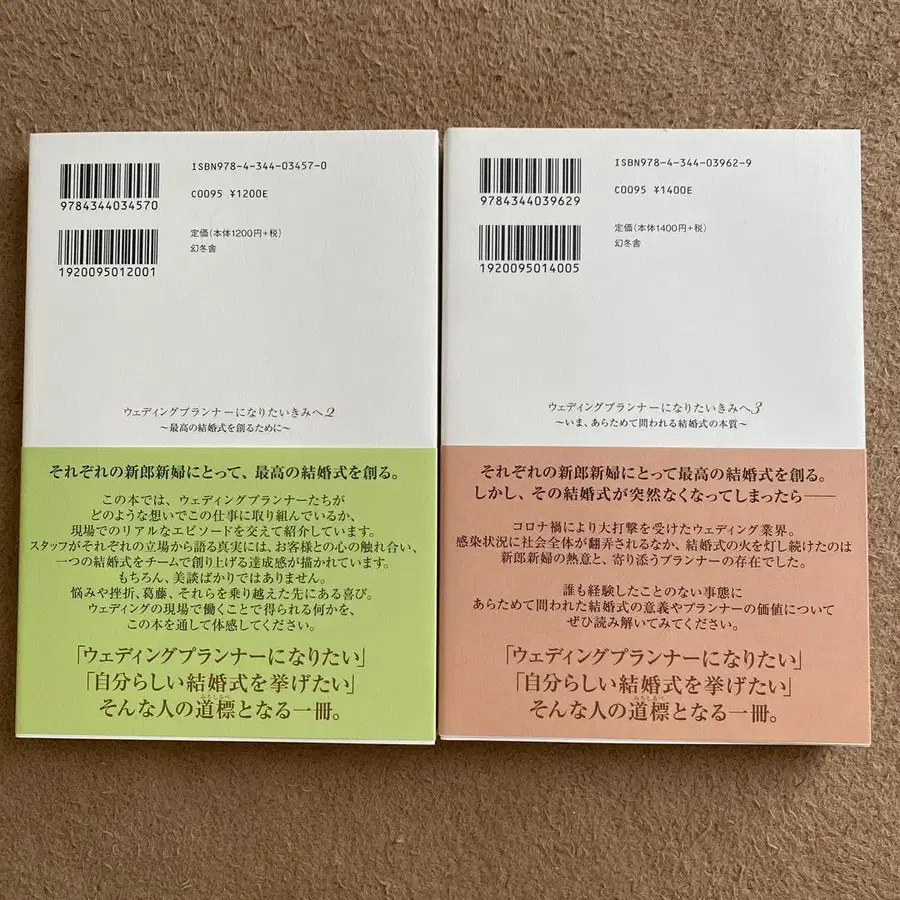 ISBN978-4-344-03457-0
C0095 ¥1200E
9784344034570
定価(本体1200円+税)
幻冬舎
1920095012001
ウェディングプランナーになりたいきみへ2
〜最高の結婚式を創るために〜
それぞれの新郎新婦にとって、最高の結婚式を創る。
この本では、ウェディングプランナーたちが
どのような想いでこの仕事に取り組んでいるか、
現場でのリアルなエピソードを交えて紹介しています。
スタッフがそれぞれの立場から語る真実には、お客様との心の触れ合い、
一つの結婚式をチームで創り上げる達成感が描かれています。
もちろん、美談ばかりではありません。
悩みや挫折、葛藤、それらを乗り越えた先にある喜び。
ウェディングの現場で働くことで得られる何かを、
この本を通して体感してください。
「ウェディングプランナーになりたい」
「自分らしい結婚式を挙げたい」
みちしるべ
そんな人の道標となる一冊。
ISBN978-4-344-03962-9
C0095 ¥1400E
9784344039629
定価(本体1400円+税)
幻冬舎
1920095014005
ウェディングプランナーになりたいきみへ3
〜いま、あらためて問われる結婚式の本質〜
それぞれの新郎新婦にとって最高の結婚式を創る。
しかし、その結婚式が突然なくなってしまったら――
コロナ禍により大打撃を受けたウェディング業界。
感染状況に社会全体が翻弄されるなか、結婚式の火を灯し続けたのは
新郎新婦の熱意と、寄り添うプランナーの存在でした。
誰も経験したことのない事態に
あらためて問われた結婚式の意義やプランナーの価値について
ぜひ読み解いてみてください。
「ウェディングプランナーになりたい」
「自分らしい結婚式を挙げたい」
みちしるべ
そんな人の道標となる一冊。